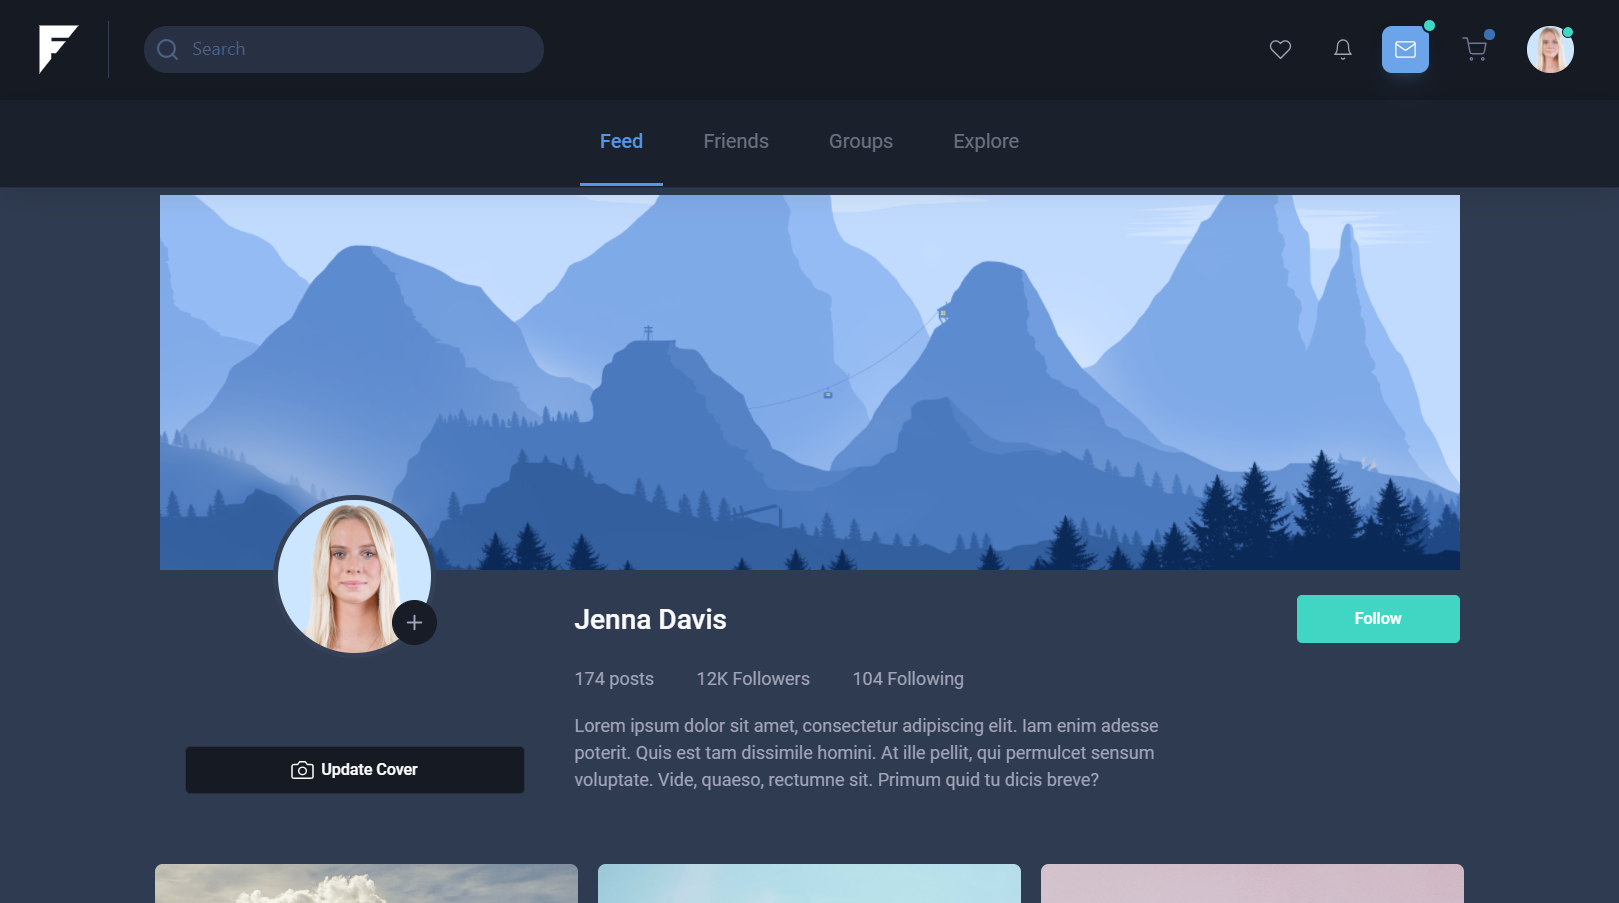 Search
Feed
Friends
Groups
Explore
Jenna Davis
Follow
174 posts
12K Followers
104 Following
Lorem ipsum dolor sit amet, consectetur adipiscing elit. Iam enim adesse
poterit. Quis est tam dissimile homini. At ille pellit, qui permulcet sensum
voluptate. Vide, quaeso, rectumne sit. Primum quid tu dicis breve?
Update Cover